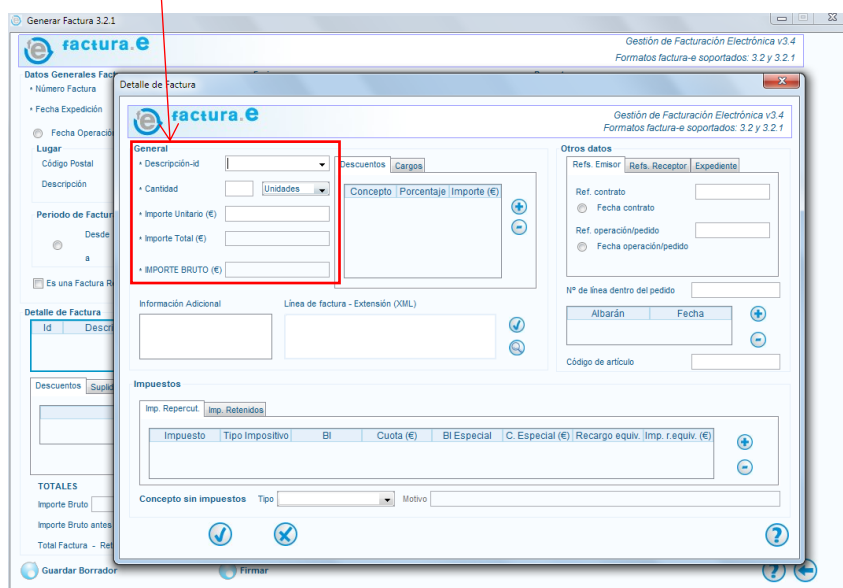 Generar Factura 3.2.1
factura.e
Gestión de Facturación Electrónica v3.4
Formatos factura-e soportados: 3.2 y 3.2.1
Datos Generales
Número Factura
Fecha Expedición
Fecha Operación
Lugar
Código Postal
Descripción
Periodo de Factur
Desde
a
Es una Factura R
Detalle de Factura
Id Descri
Descuentos Suplid
TOTALES
Importe Bruto
Importe Bruto antes
Total Factura - Ret
Guardar Borrador
Firmar
Detalle de Factura
factura.e
Gestión de Facturación Electrónica v3.4
Formatos factura-e soportados: 3.2 y 3.2.1
General
* Descripción-id
* Cantidad Unidades
* Importe Unitario (€)
* Importe Total (€)
* IMPORTE BRUTO (€)
Descuentos Cargos
Concepto Porcentaje Importe (€)
Otros datos
Refs. Emisor Refs. Receptor Expediente
Ref. contrato
Fecha contrato
Ref. operación/pedido
Fecha operación/pedido
Nº de línea dentro del pedido
Albarán Fecha
Código de artículo
Información Adicional
Línea de factura - Extensión (XML)
Impuestos
Imp. Repercut. Imp. Retenidos
Impuesto Tipo Impositivo BI Cuota (€) BI Especial C. Especial (€) Recargo equiv. Imp. r.equiv. (€)
Concepto sin impuestos Tipo Motivo